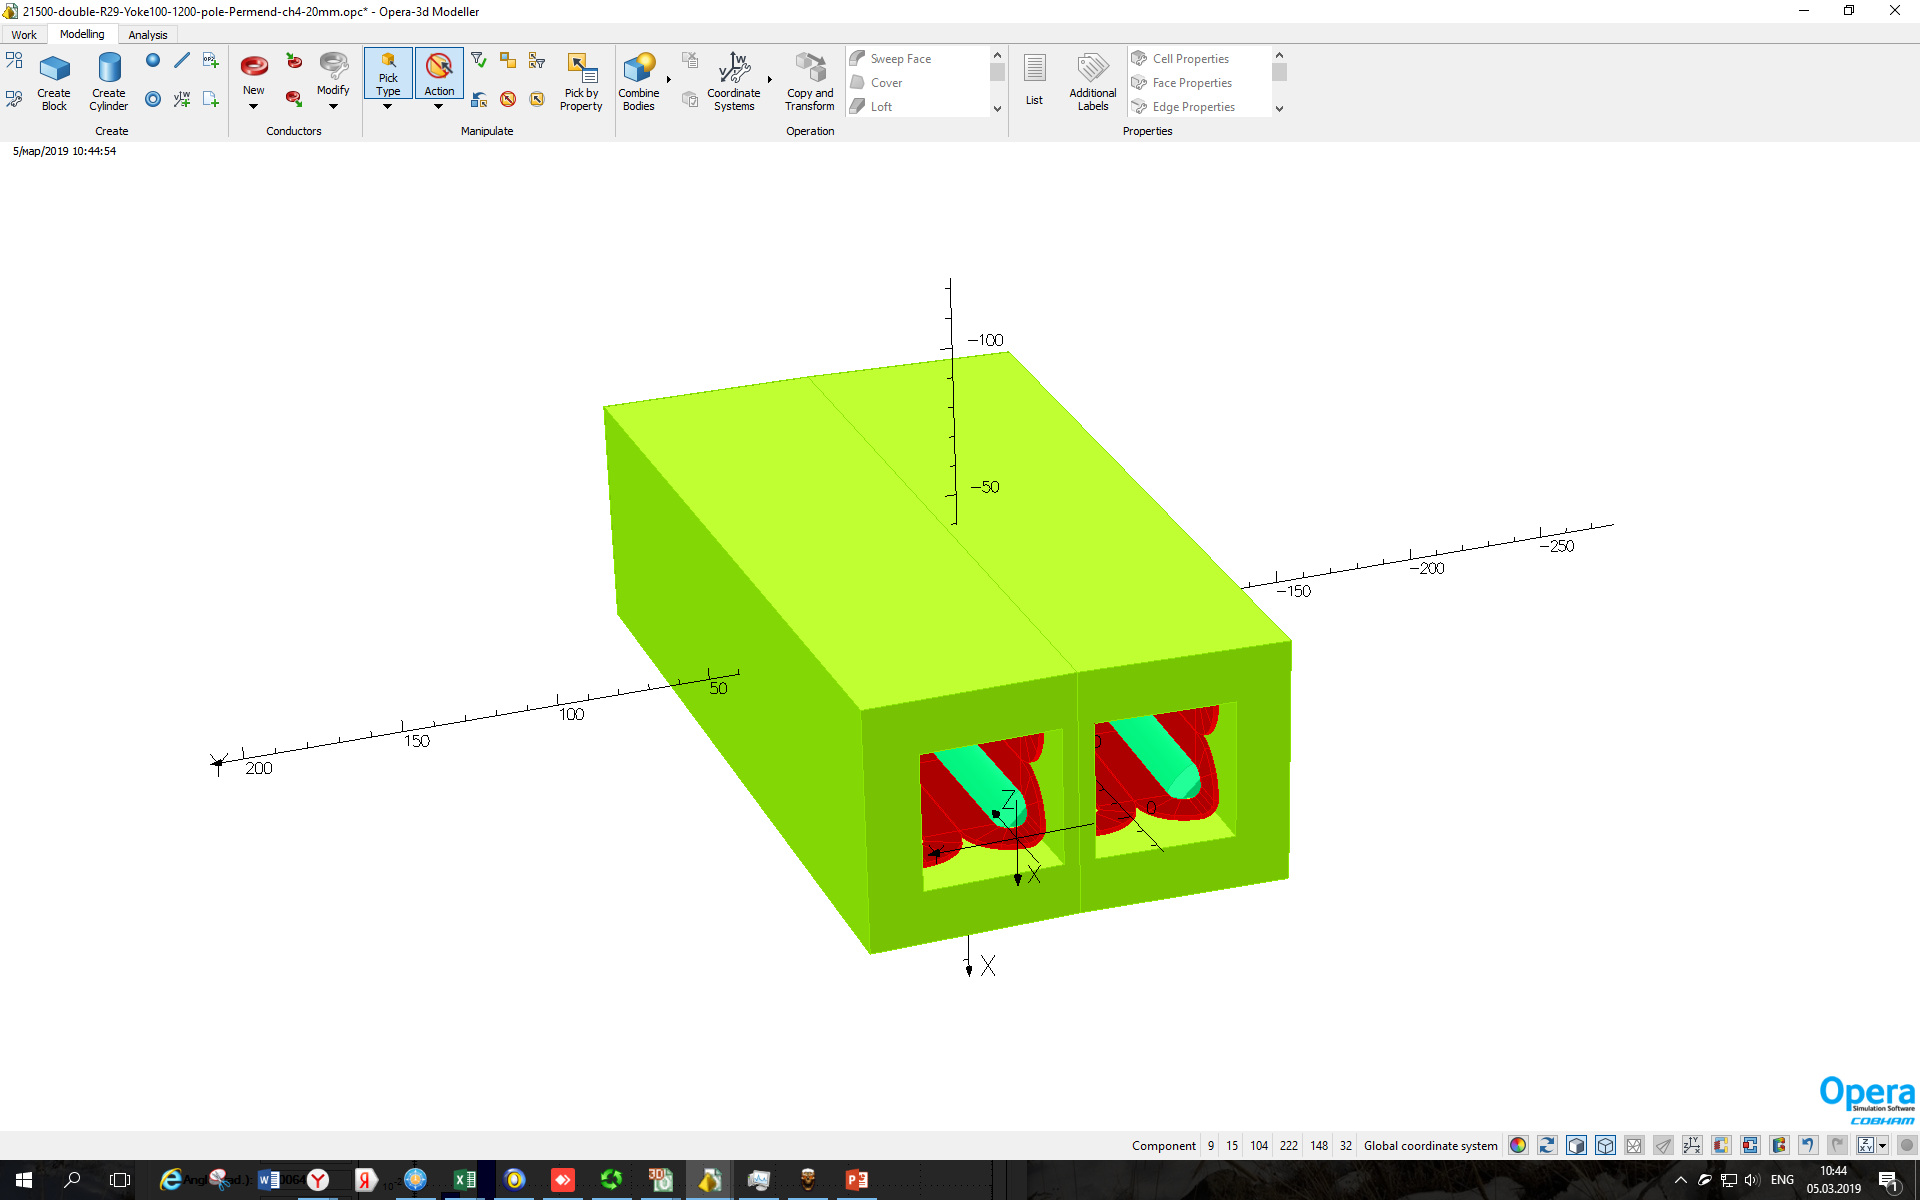 21500-double-R29-Yoke100-1200-pole-Permend-ch4-20mm.opc* - Opera-3d Modeller
Work Modelling Analysis
Create Block
Create Cylinder
Create
New
Modify
Conductors
Pick Type
Action
Pick by Property
Manipulate
Combine Bodies
Coordinate Systems
Copy and Transform
Sweep Face
Cover
Loft
Operation
List
Additional Labels
Cell Properties
Face Properties
Edge Properties
Properties
5/мар/2019 10:44:54
-100
-50
-250
-200
-150
50
100
150
200
Y
0
0
Z
X
X
Opera
Simulation Software
COBHAM
Component 9 15 104 222 148 32 Global coordinate system
ENG
10:44
05.03.2019